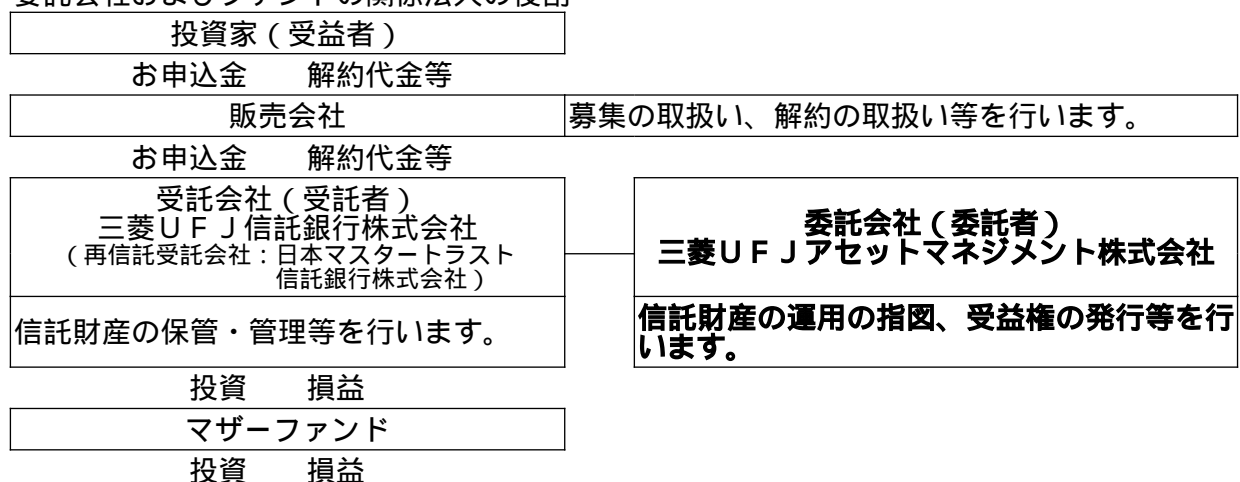 委託会社およびファンドの関係法人の役割
投資家（受益者）
お申込金　　解約代金等
販売会社　募集の取扱い、解約の取扱い等を行います。
お申込金　　解約代金等
受託会社（受託者）
三菱ＵＦＪ信託銀行株式会社
（再信託受託会社：日本マスタートラスト
信託銀行株式会社）
委託会社（委託者）
三菱ＵＦＪアセットマネジメント株式会社
信託財産の保管・管理等を行います。
信託財産の運用の指図、受益権の発行等を行
います。
投資　　損益
マザーファンド
投資　　損益